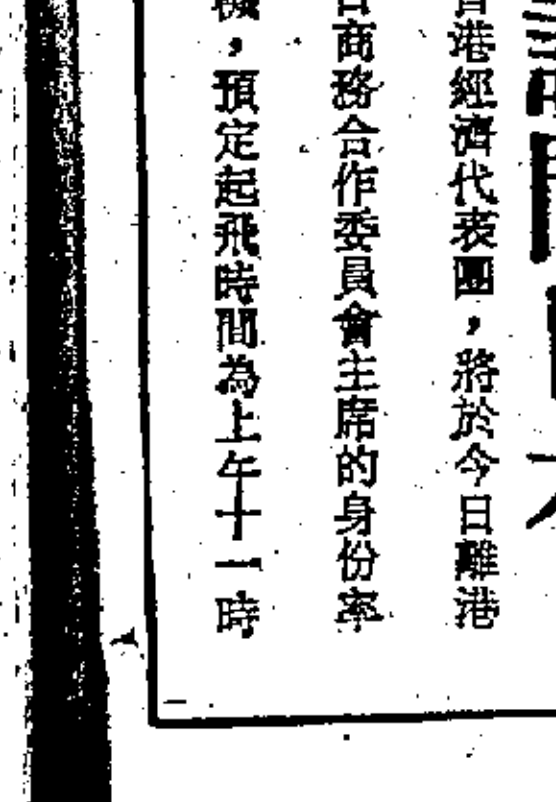 港經濟代表團，將於今日離港
商務合作委員會主席的身份率
，預定起飛時間為上午十一時